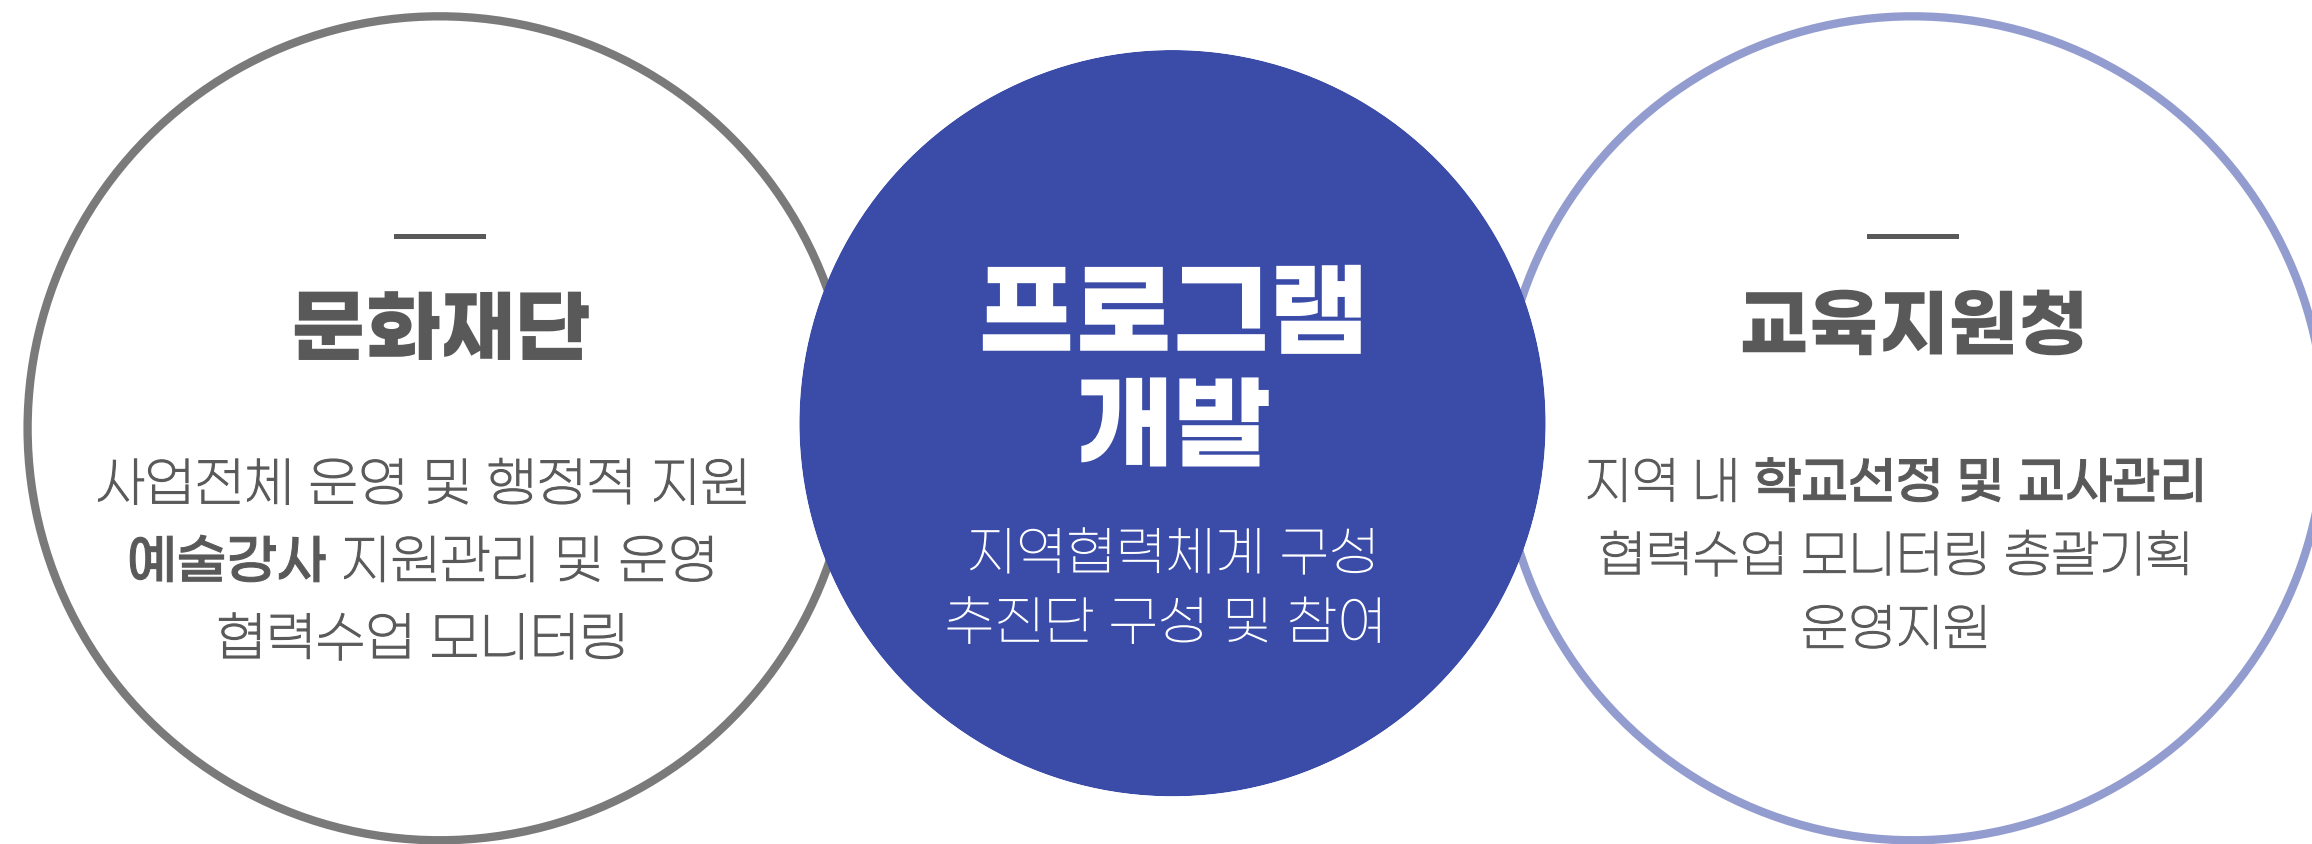 문화재단
사업전체 운영 및 행정적 지원
예술강사 지원관리 및 운영
협력수업 모니터링
프로그램
개발
지역협력체계 구성
추진단 구성 및 참여
교육지원청
지역 내 학교선정 및 교사관리
협력수업 모니터링 총괄기획
운영지원